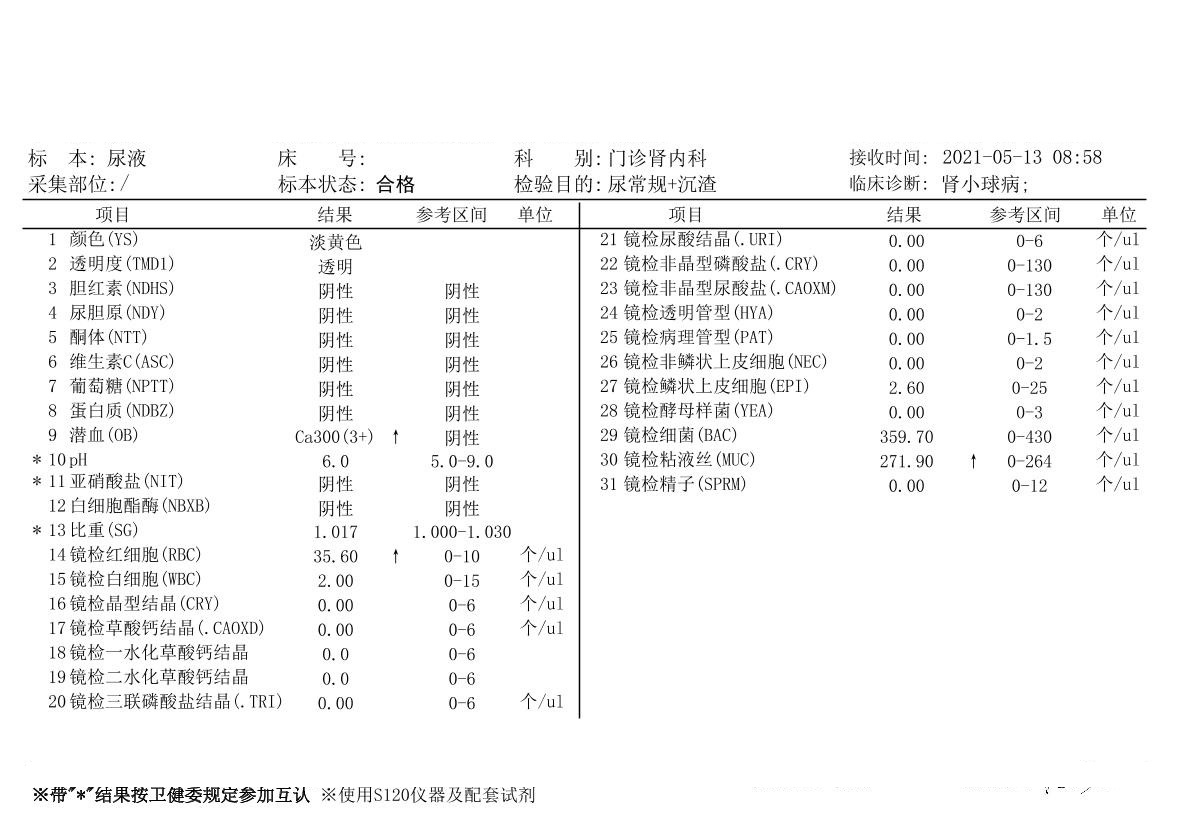 标 本: 尿液 床 号: 科 别: 门诊肾内科 接收时间: 2021-05-13 08:58
采集部位:/ 标本状态: 合格 检验目的: 尿常规+沉渣 临床诊断: 肾小球病;
项目 结果 参考区间 单位 项目 结果 参考区间 单位
1 颜色(YS) 淡黄色
2 透明度(TMD1) 透明
3 胆红素(NDHS) 阴性 阴性
4 尿胆原(NDY) 阴性 阴性
5 酮体(NTT) 阴性 阴性
6 维生素C(ASC) 阴性 阴性
7 葡萄糖(NPTT) 阴性 阴性
8 蛋白质(NDBZ) 阴性 阴性
9 潜血(OB) Ca300(3+) ↑ 阴性
*10 pH 6.0 5.0-9.0
*11 亚硝酸盐(NIT) 阴性 阴性
12 白细胞酯酶(NBXB) 阴性 阴性
*13 比重(SG) 1.017 1.000-1.030
14 镜检红细胞(RBC) 35.60 ↑ 0-10 个/ul
15 镜检白细胞(WBC) 2.00 0-15 个/ul
16 镜检晶型结晶(CRY) 0.00 0-6 个/ul
17 镜检草酸钙结晶(.CAOXD) 0.00 0-6 个/ul
18 镜检一水化草酸钙结晶 0.0 0-6
19 镜检二水化草酸钙结晶 0.0 0-6
20 镜检三联磷酸盐结晶(.TRI) 0.00 0-6 个/ul
21 镜检尿酸结晶(.URI) 0.00 0-6 个/ul
22 镜检非晶型磷酸盐(.CRY) 0.00 0-130 个/ul
23 镜检非晶型尿酸盐(.CAOXM) 0.00 0-130 个/ul
24 镜检透明管型(HYA) 0.00 0-2 个/ul
25 镜检病理管型(PAT) 0.00 0-1.5 个/ul
26 镜检非鳞状上皮细胞(NEC) 0.00 0-2 个/ul
27 镜检鳞状上皮细胞(EPI) 2.60 0-25 个/ul
28 镜检酵母样菌(YEA) 0.00 0-3 个/ul
29 镜检细菌(BAC) 359.70 0-430 个/ul
30 镜检粘液丝(MUC) 271.90 ↑ 0-264 个/ul
31 镜检精子(SPRM) 0.00 0-12 个/ul
※带"*"结果按卫健委规定参加互认 ※使用S120仪器及配套试剂